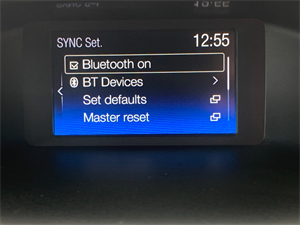 SYNC Set. 12:55
Bluetooth on
BT Devices
Set defaults
Master reset